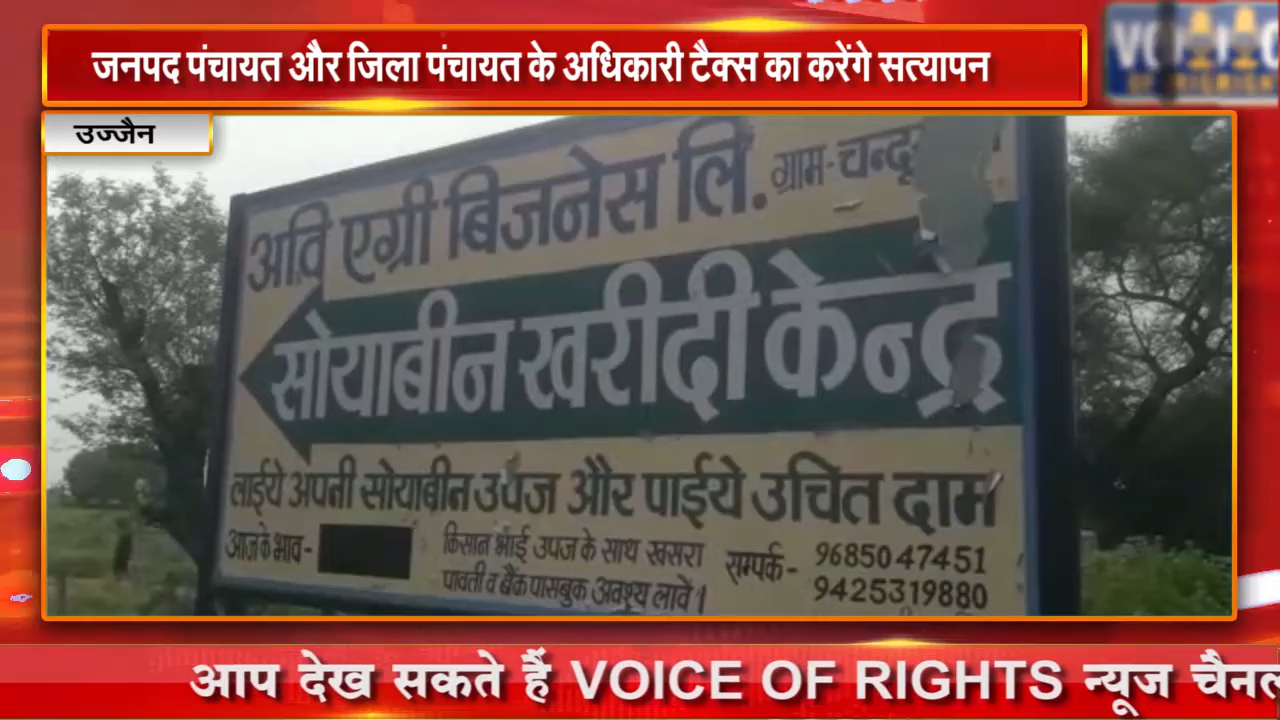 जनपद पंचायत और जिला पंचायत के अधिकारी टैक्स का करेंगे सत्यापन
उज्जैन
अवि एग्री बिजनेस लि. ग्राम-
सोयाबीन खरीदी केन्द्र
लाईये अपनी सोयाबीन उपज और पाईये उचित दाम
आज के भाव-
किसान भाई उपज के साथ खसरा
पावती व बैंक पासबुक अवश्य लावे।
सम्पर्क- 9685047451
9425319880
आप देख सकते हैं VOICE OF RIGHTS न्यूज चैनल